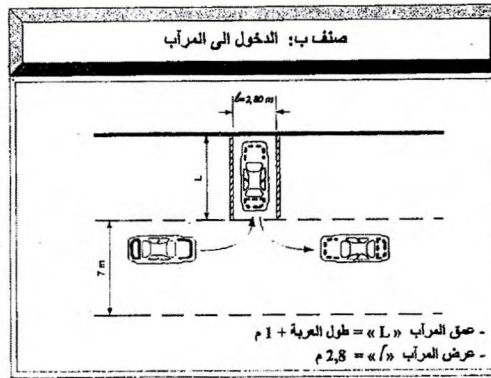 صنف ب: الدخول الى المرآب
l=2,80 m
L
7 m
- عمق المرآب « L » = طول العربة + 1 م
- عرض المرآب « l » = 2,8 م